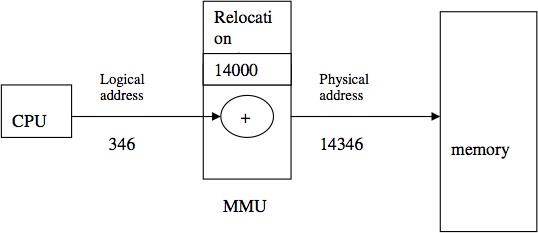 Relocati
on
14000
Logical
address
Physical
address
CPU
+
346
14346
memory
MMU